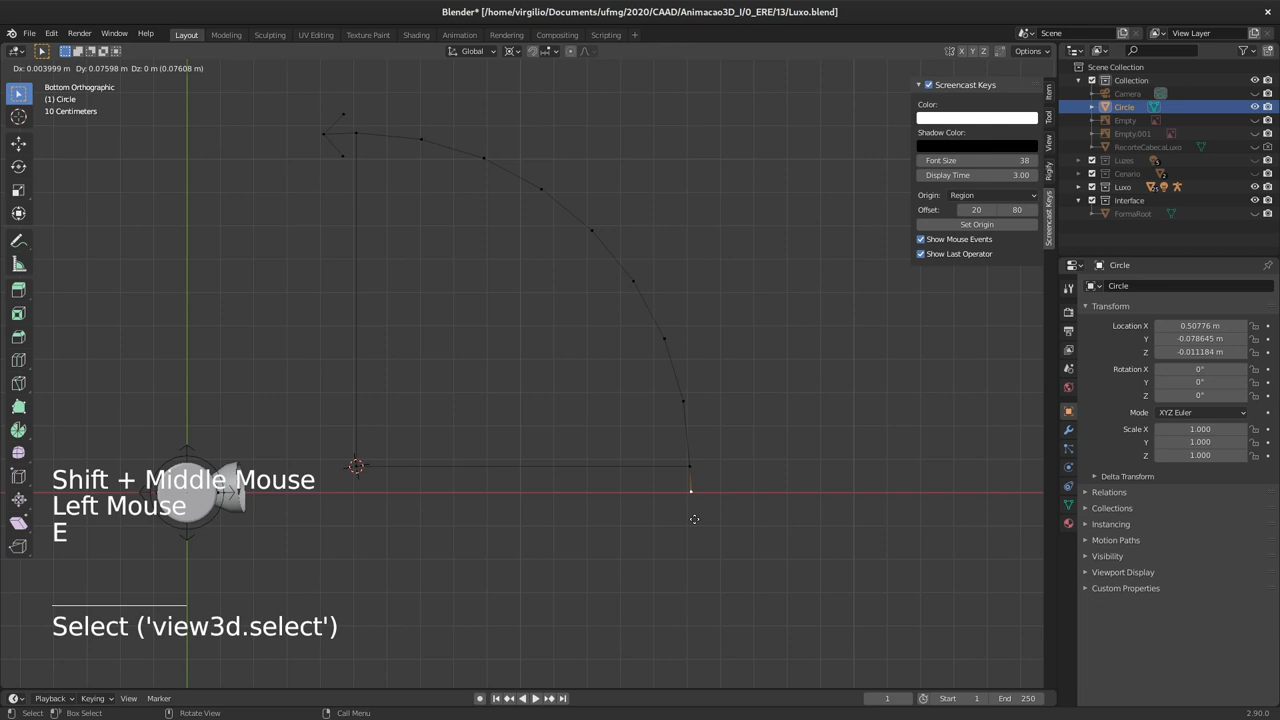 Blender* [/home/virgilio/Documents/ufmg/2020/CAAD/Animacao3D_I/0_ERE/13/Luxo.blend]
File Edit Render Window Help Layout Modeling Sculpting UV Editing Texture Paint Shading Animation Rendering Compositing Scripting + Scene View Layer
Global X Y Z Options
Dx: 0.003999 m Dy: 0.07598 m Dz: 0 m (0.07608 m)
Bottom Orthographic
(1) Circle
10 Centimeters
Screencast Keys
Color:
Shadow Color:
Font Size 38
Display Time 3.00
Origin: Region
Offset: 20 80
Set Origin
Show Mouse Events
Show Last Operator
Item
Tool
View
Rigify
Screencast Keys
Scene Collection
Collection
Camera
Circle
Empty
Empty.001
RecorteCabecaLuxo
Luzes
Cenario
Luxo
Interface
FormaRoot
Circle
Circle
Transform
Location X 0.50776 m
Y -0.078645 m
Z -0.011184 m
Rotation X 0°
Y 0°
Z 0°
Mode XYZ Euler
Scale X 1.000
Y 1.000
Z 1.000
Delta Transform
Relations
Collections
Instancing
Motion Paths
Visibility
Viewport Display
Custom Properties
Shift + Middle Mouse
Left Mouse
E
Select ('view3d.select')
Playback Keying View Marker 1 Start 1 End 250
Select Box Select Rotate View Call Menu 2.90.0